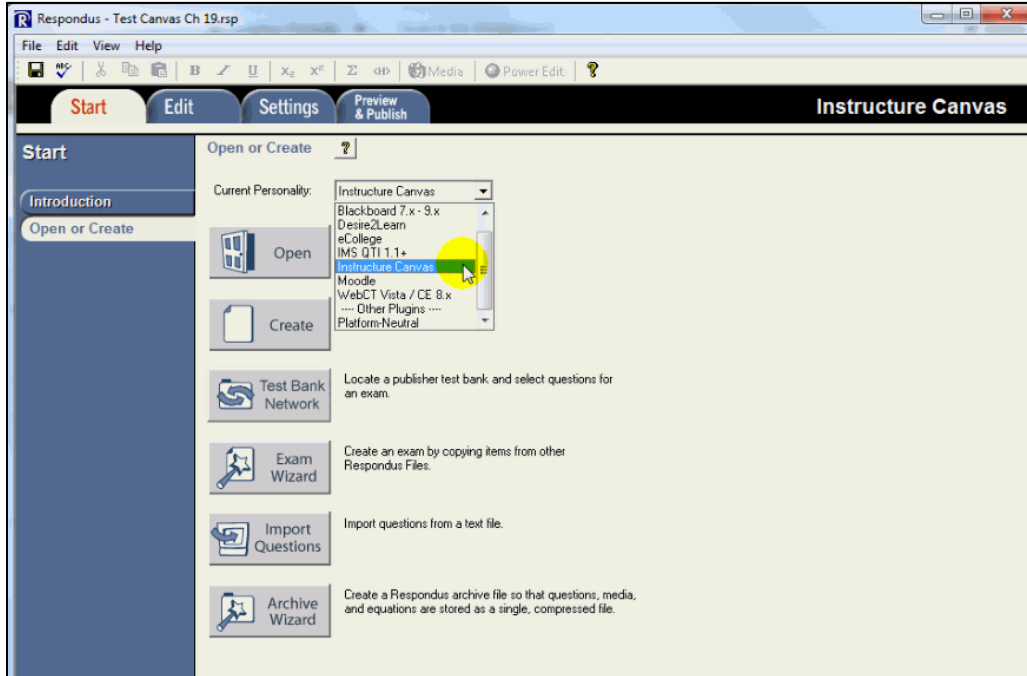 Respondus - Test Canvas Ch 19.rsp
File Edit View Help
ABC
B I U X₂ Xᵉ Σ <H> Media Power Edit ?
Start Edit Settings Preview & Publish Instructure Canvas
Start
Introduction
Open or Create
Open or Create ?
Current Personality: Instructure Canvas
Blackboard 7.x - 9.x
Desire2Learn
eCollege
IMS QTI 1.1+
Instructure Canvas
Moodle
WebCT Vista / CE 8.x
---- Other Plugins ----
Platform-Neutral
Open
Create
Test Bank
Network
Locate a publisher test bank and select questions for
an exam.
Exam
Wizard
Create an exam by copying items from other
Respondus Files.
Import
Questions
Import questions from a text file.
Archive
Wizard
Create a Respondus archive file so that questions, media,
and equations are stored as a single, compressed file.